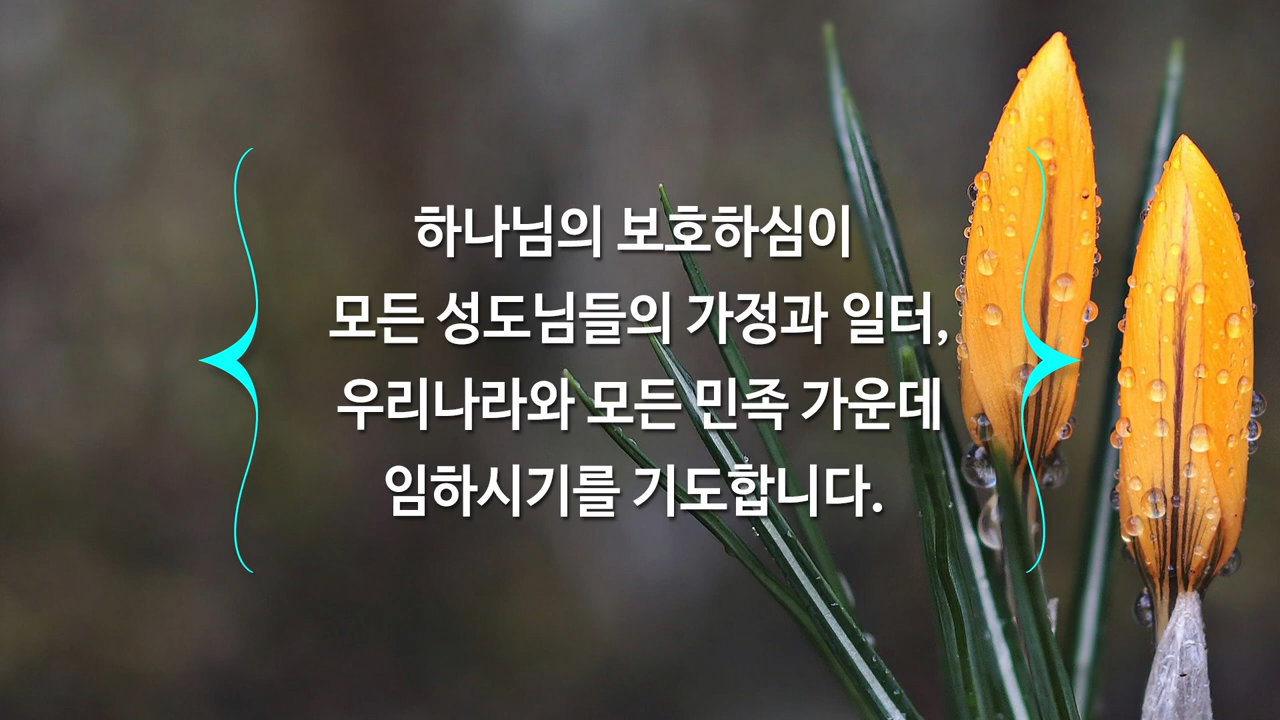 하나님의 보호하심이
모든 성도님들의 가정과 일터,
우리나라와 모든 민족 가운데
임하시기를 기도합니다.